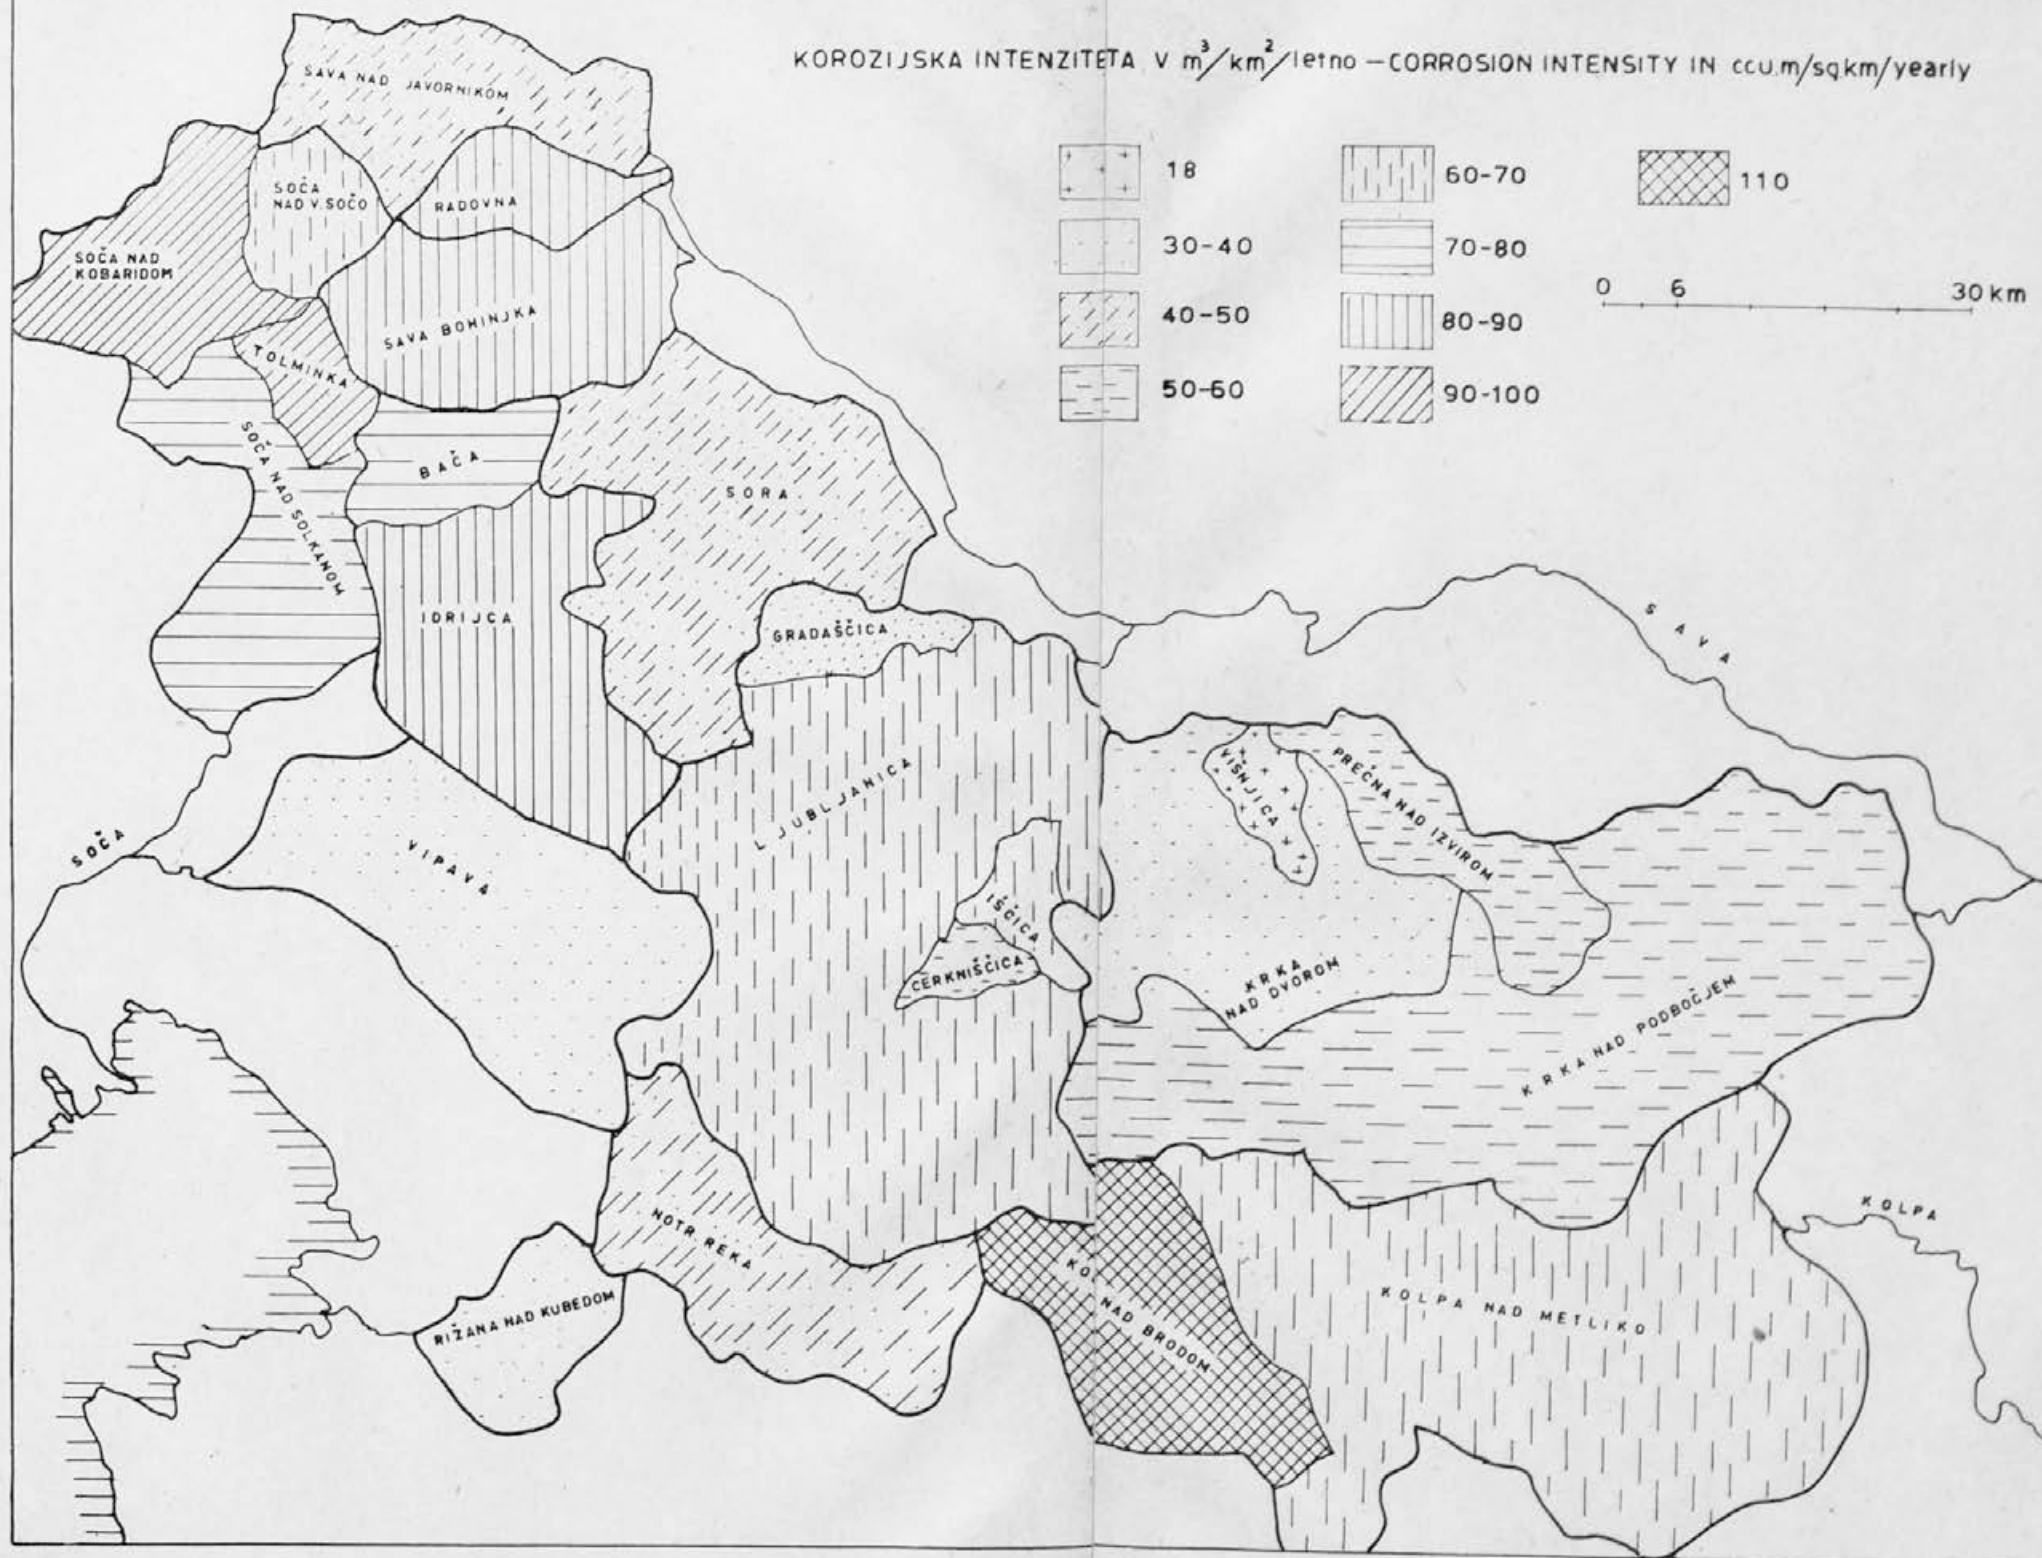 KOROZIJSKA INTENZITETA V m³/km²/letno — CORROSION INTENSITY IN ccu.m/sqkm/yearly
18
30-40
40-50
50-60
60-70
70-80
80-90
90-100
110
0 6 30 km
SAVA NAD JAVORNIKOM
SOČA
NAD V. SOČO
RADOVNA
SOČA NAD
KOBARIDOM
SAVA BOHINJKA
TOLMINKA
SOČA NAD SOLKANOM
BAČA
SORA
IDRIJCA
GRADAŠČICA
SAVA
LJUBLJANICA
VIŠNJICA
PREČNA NAD IZVIROM
SOČA
VIPAVA
IŠČICA
CERKNIŠČICA
KRKA
NAD DVOROM
KRKA NAD PODBOČJEM
NOTR REKA
RIŽANA NAD KUBEDOM
NAD BRODOM
KOLPA NAD METLIKO
KOLPA